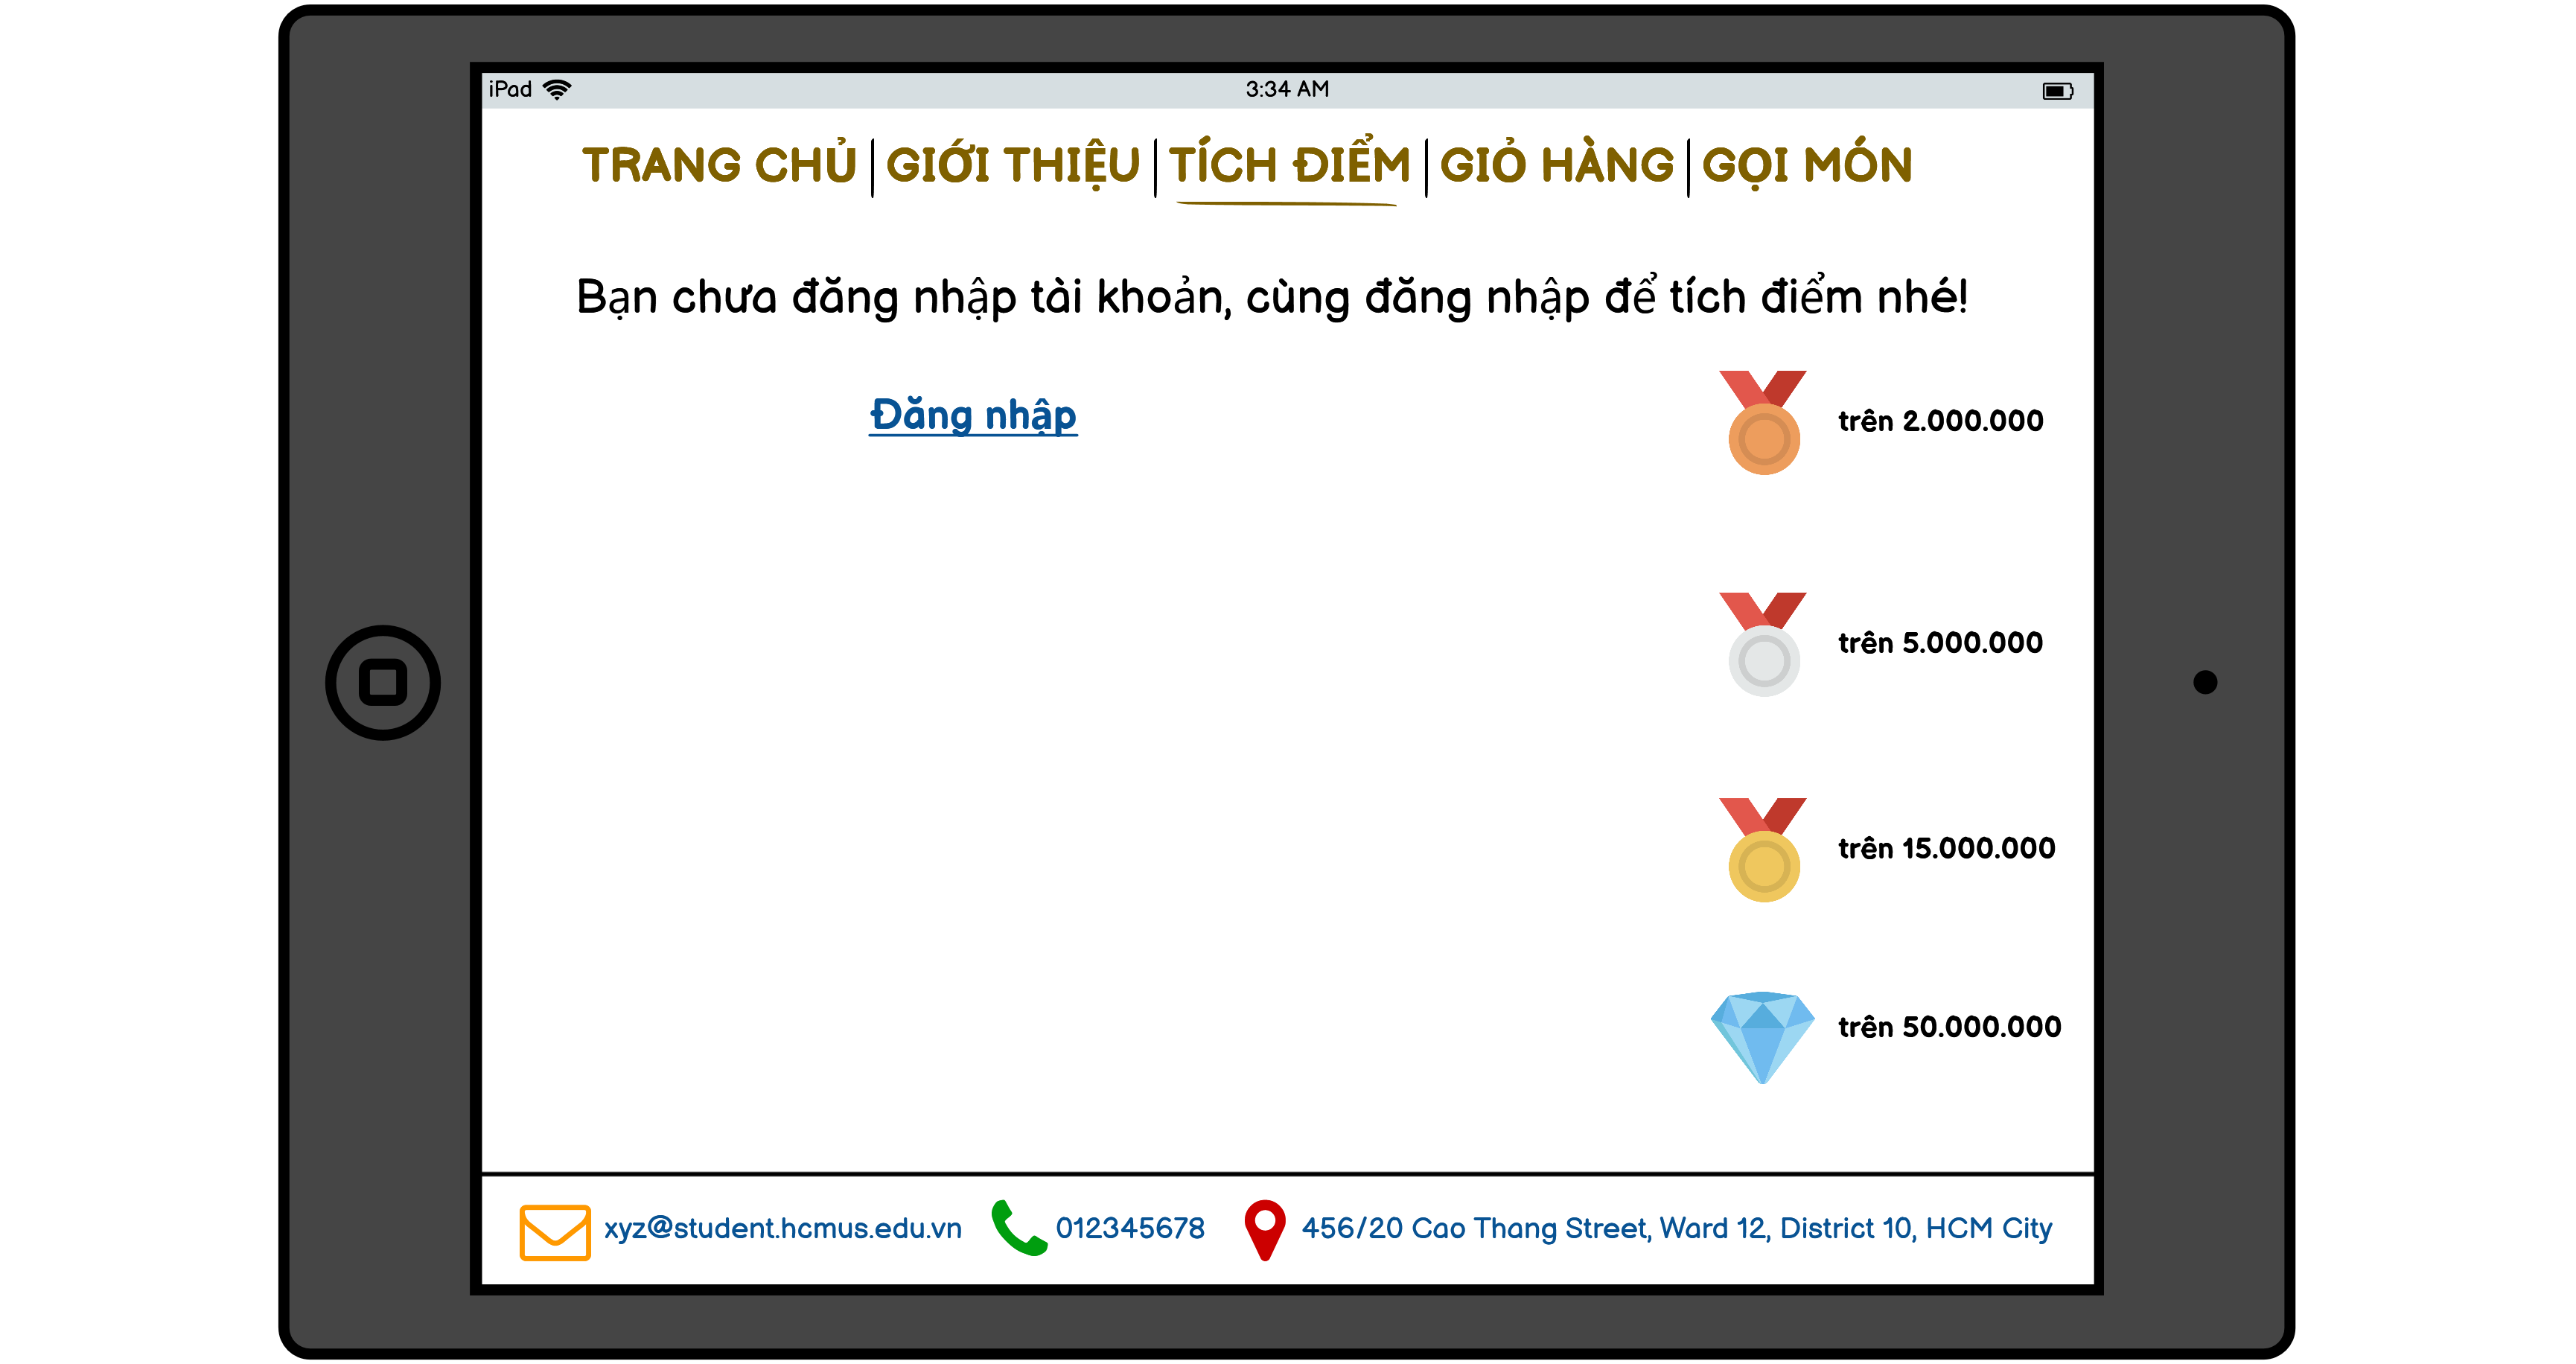 iPad 3:34 AM
TRANG CHỦ GIỚI THIỆU TÍCH ĐIỂM GIỎ HÀNG GỌI MÓN
Bạn chưa đăng nhập tài khoản, cùng đăng nhập để tích điểm nhé!
Đăng nhập
trên 2.000.000
trên 5.000.000
trên 15.000.000
trên 50.000.000
xyz@student.hcmus.edu.vn 012345678 456/20 Cao Thang Street, Ward 12, District 10, HCM City